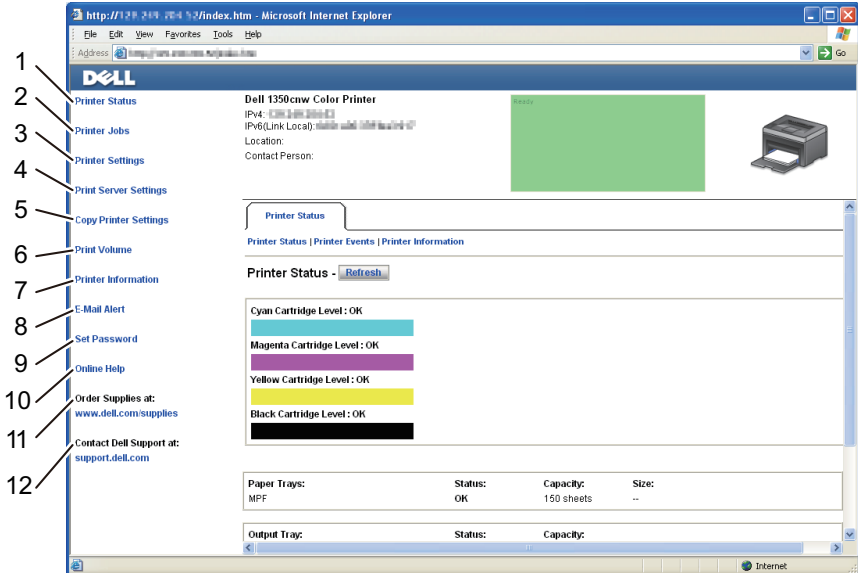 http:// /index.htm - Microsoft Internet Explorer
File Edit View Favorites Tools Help
Address Go
DELL
1
2
3
4
5
6
7
8
9
10
11
12
Printer Status
Printer Jobs
Printer Settings
Print Server Settings
Copy Printer Settings
Print Volume
Printer Information
E-Mail Alert
Set Password
Online Help
Order Supplies at:
www.dell.com/supplies
Contact Dell Support at:
support.dell.com
Dell 1350cnw Color Printer
IPv4:
IPv6(Link Local):
Location:
Contact Person:
Ready
Printer Status
Printer Status | Printer Events | Printer Information
Printer Status - Refresh
Cyan Cartridge Level : OK
Magenta Cartridge Level : OK
Yellow Cartridge Level : OK
Black Cartridge Level : OK
Paper Trays: Status: Capacity: Size:
MPF OK 150 sheets --
Output Tray: Status: Capacity:
Internet